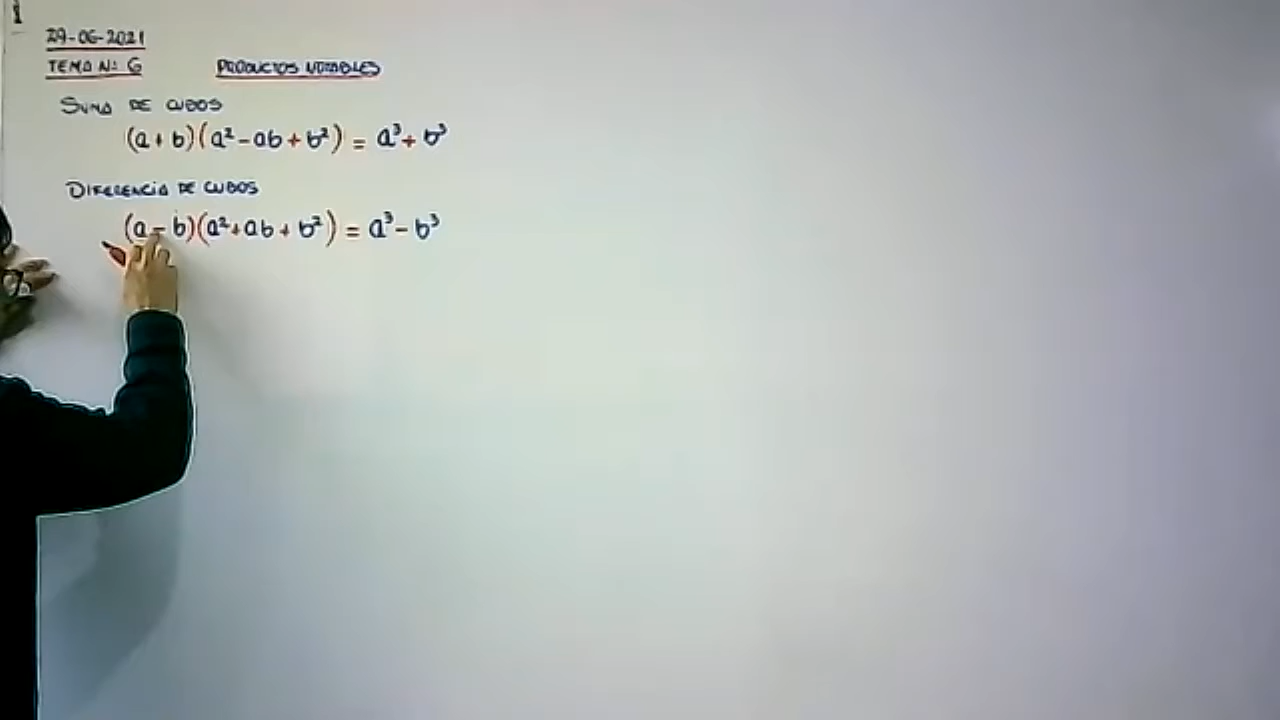 29-06-2021
TEMA N: 6 PRODUCTOS NOTABLES
SUMA DE CUBOS
(a + b)(a² - ab + b²) = a³ + b³
DIFERENCIA DE CUBOS
(a - b)(a² + ab + b²) = a³ - b³